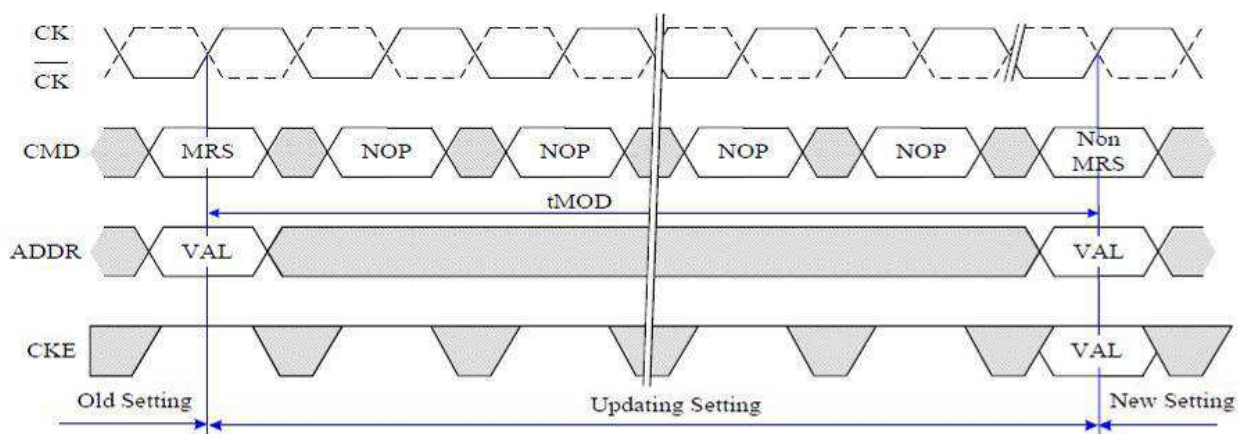 CK
CK
CMD MRS NOP NOP NOP NOP Non
MRS
tMOD
ADDR VAL VAL
CKE VAL
Old Setting Updating Setting New Setting